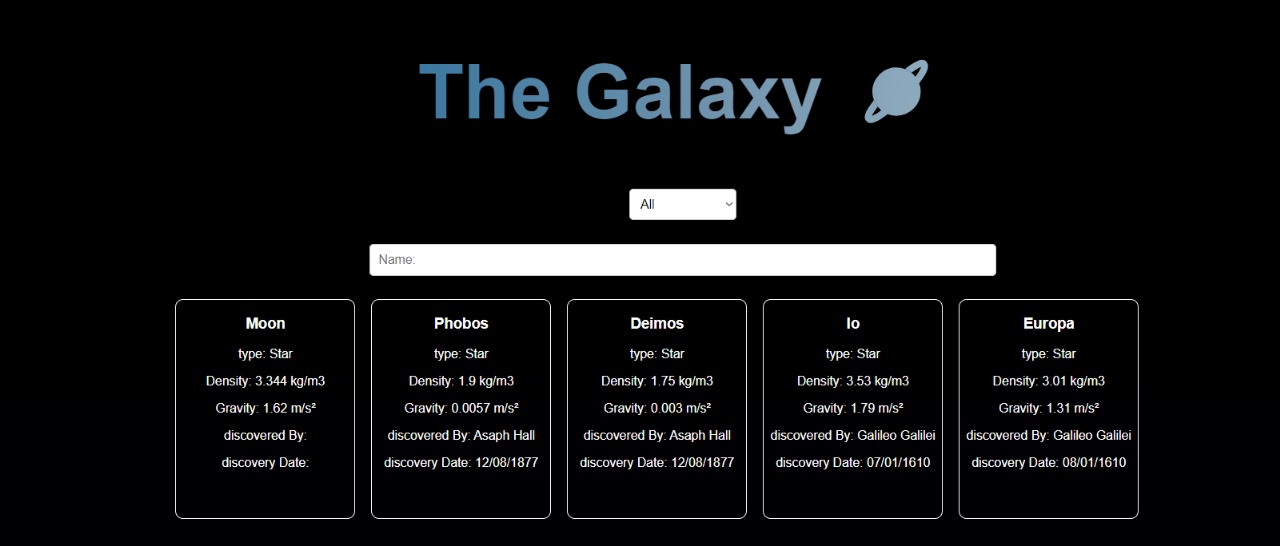 The Galaxy
All
Name:
Moon
type: Star
Density: 3.344 kg/m3
Gravity: 1.62 m/s²
discovered By:
discovery Date:
Phobos
type: Star
Density: 1.9 kg/m3
Gravity: 0.0057 m/s²
discovered By: Asaph Hall
discovery Date: 12/08/1877
Deimos
type: Star
Density: 1.75 kg/m3
Gravity: 0.003 m/s²
discovered By: Asaph Hall
discovery Date: 12/08/1877
Io
type: Star
Density: 3.53 kg/m3
Gravity: 1.79 m/s²
discovered By: Galileo Galilei
discovery Date: 07/01/1610
Europa
type: Star
Density: 3.01 kg/m3
Gravity: 1.31 m/s²
discovered By: Galileo Galilei
discovery Date: 08/01/1610